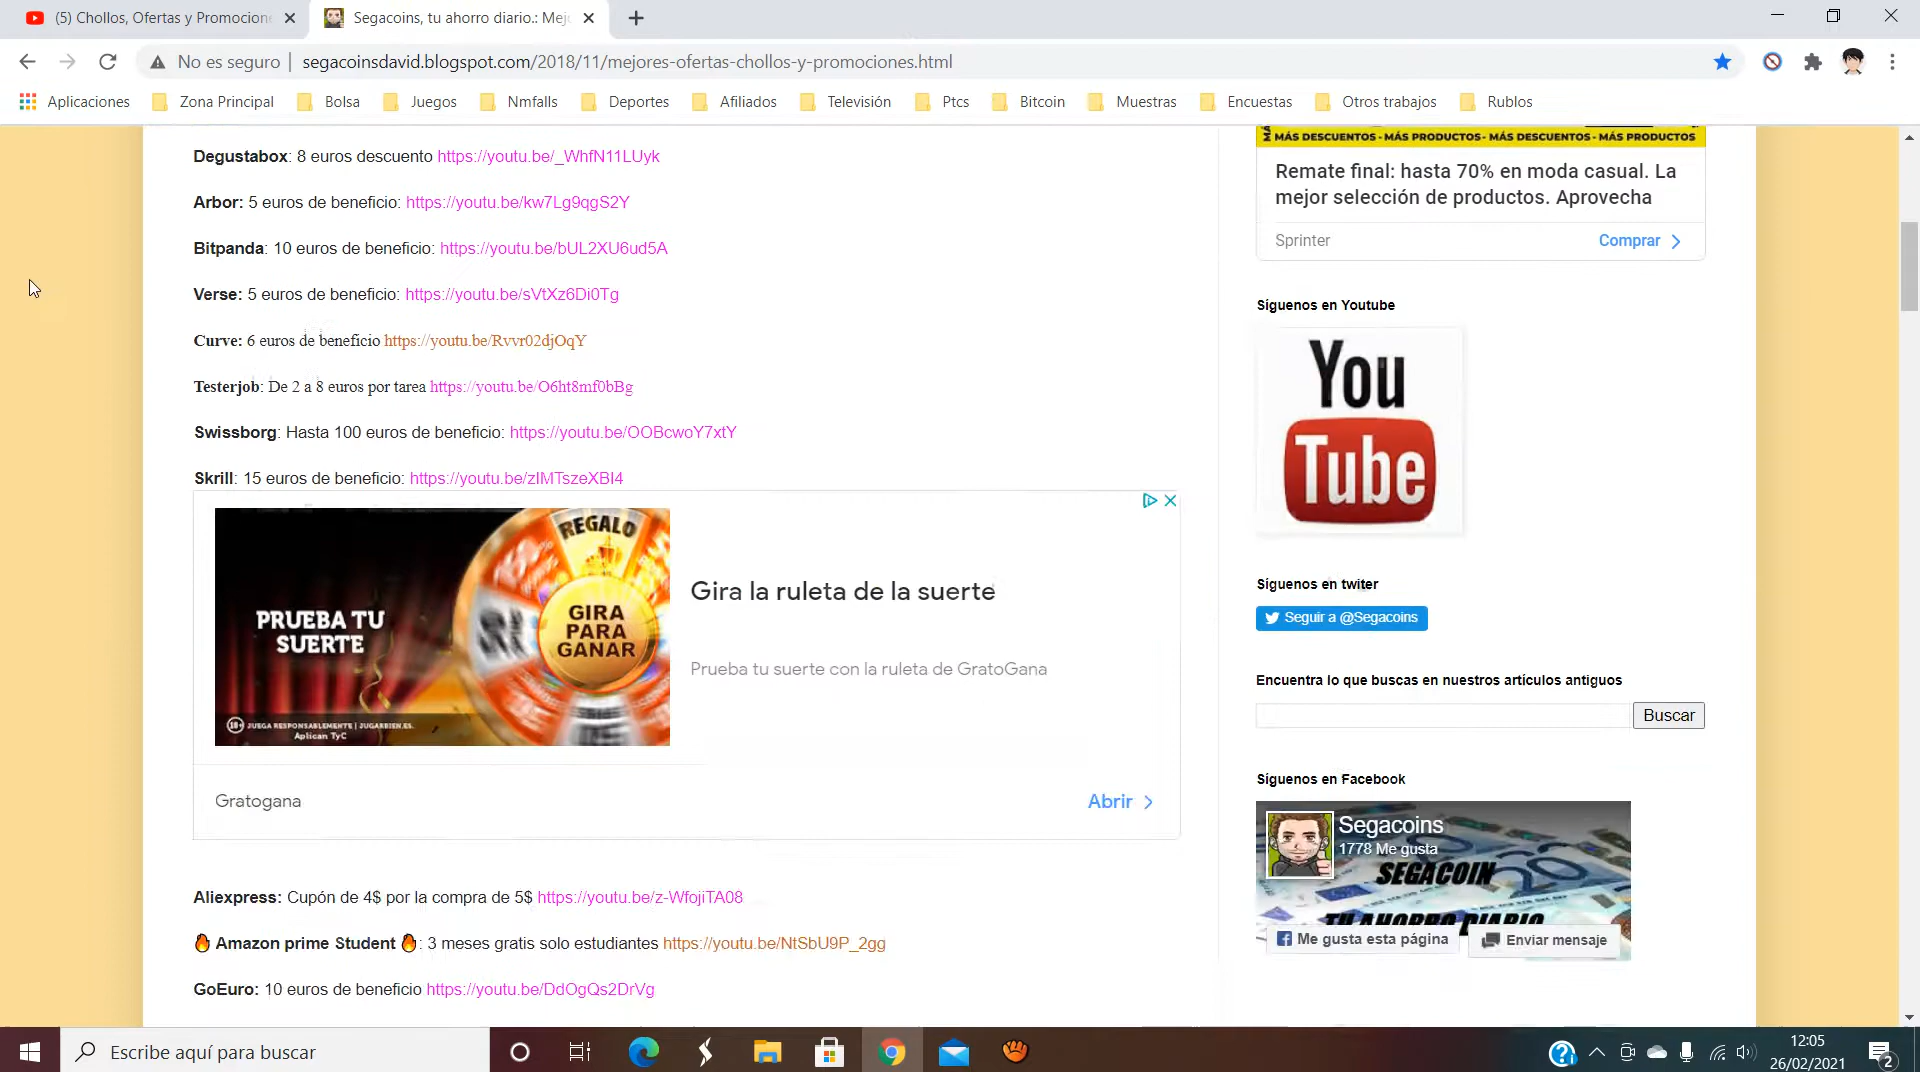 (5) Chollos, Ofertas y Promocione
Segacoins, tu ahorro diario.: Mej
No es seguro | segacoinsdavid.blogspot.com/2018/11/mejores-ofertas-chollos-y-promociones.html
Aplicaciones Zona Principal Bolsa Juegos Nmfalls Deportes Afiliados Televisión Ptcs Bitcoin Muestras Encuestas Otros trabajos Rublos
Degustabox: 8 euros descuento https://youtu.be/_WhfN11LUyk
Arbor: 5 euros de beneficio: https://youtu.be/kw7Lg9qgS2Y
Bitpanda: 10 euros de beneficio: https://youtu.be/bUL2XU6ud5A
Verse: 5 euros de beneficio: https://youtu.be/sVtXz6Di0Tg
Curve: 6 euros de beneficio https://youtu.be/Rvvr02djOqY
Testerjob: De 2 a 8 euros por tarea https://youtu.be/O6ht8mf0bBg
Swissborg: Hasta 100 euros de beneficio: https://youtu.be/OOBcwoY7xtY
Skrill: 15 euros de beneficio: https://youtu.be/zIMTszeXBI4
REGALO
PRUEBA TU
SUERTE
GIRA
PARA
GANAR
18+ JUEGA RESPONSABLEMENTE | JUGARBIEN.ES.
Aplican TyC
Gira la ruleta de la suerte
Prueba tu suerte con la ruleta de GratoGana
Gratogana
Abrir
Aliexpress: Cupón de 4$ por la compra de 5$ https://youtu.be/z-WfojiTA08
🔥 Amazon prime Student 🔥: 3 meses gratis solo estudiantes https://youtu.be/NtSbU9P_2gg
GoEuro: 10 euros de beneficio https://youtu.be/DdOgQs2DrVg
MÁS DESCUENTOS - MÁS PRODUCTOS - MÁS DESCUENTOS - MÁS PRODUCTOS
Remate final: hasta 70% en moda casual. La
mejor selección de productos. Aprovecha
Sprinter
Comprar
Síguenos en Youtube
You
Tube
Síguenos en twiter
Seguir a @Segacoins
Encuentra lo que buscas en nuestros artículos antiguos
Buscar
Síguenos en Facebook
Segacoins
1778 Me gusta
SEGACOIN
TU AHORRO DIARIO
Me gusta esta página
Enviar mensaje
Escribe aquí para buscar
12:05
26/02/2021
2